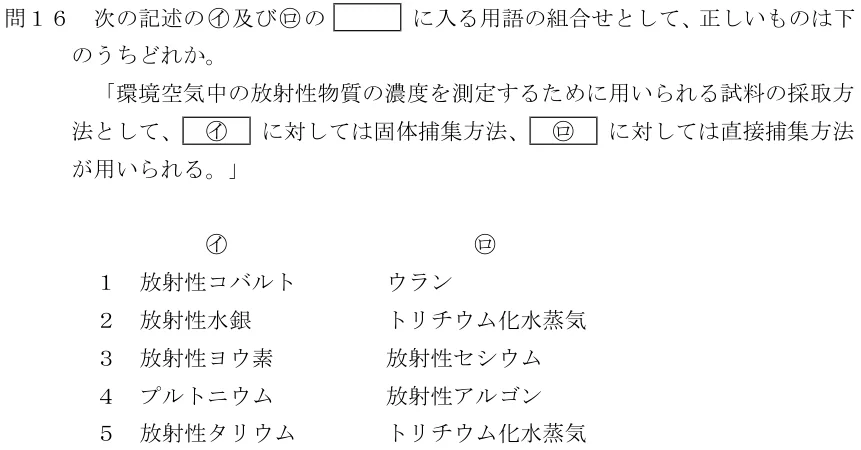 問１６　次の記述の㋑及び㋺の　　　に入る用語の組合せとして、正しいものは下
のうちどれか。
「環境空気中の放射性物質の濃度を測定するために用いられる試料の採取方
法として、㋑に対しては固体捕集方法、㋺に対しては直接捕集方法
が用いられる。」
㋑　㋺
１　放射性コバルト　ウラン
２　放射性水銀　トリチウム化水蒸気
３　放射性ヨウ素　放射性セシウム
４　プルトニウム　放射性アルゴン
５　放射性タリウム　トリチウム化水蒸気